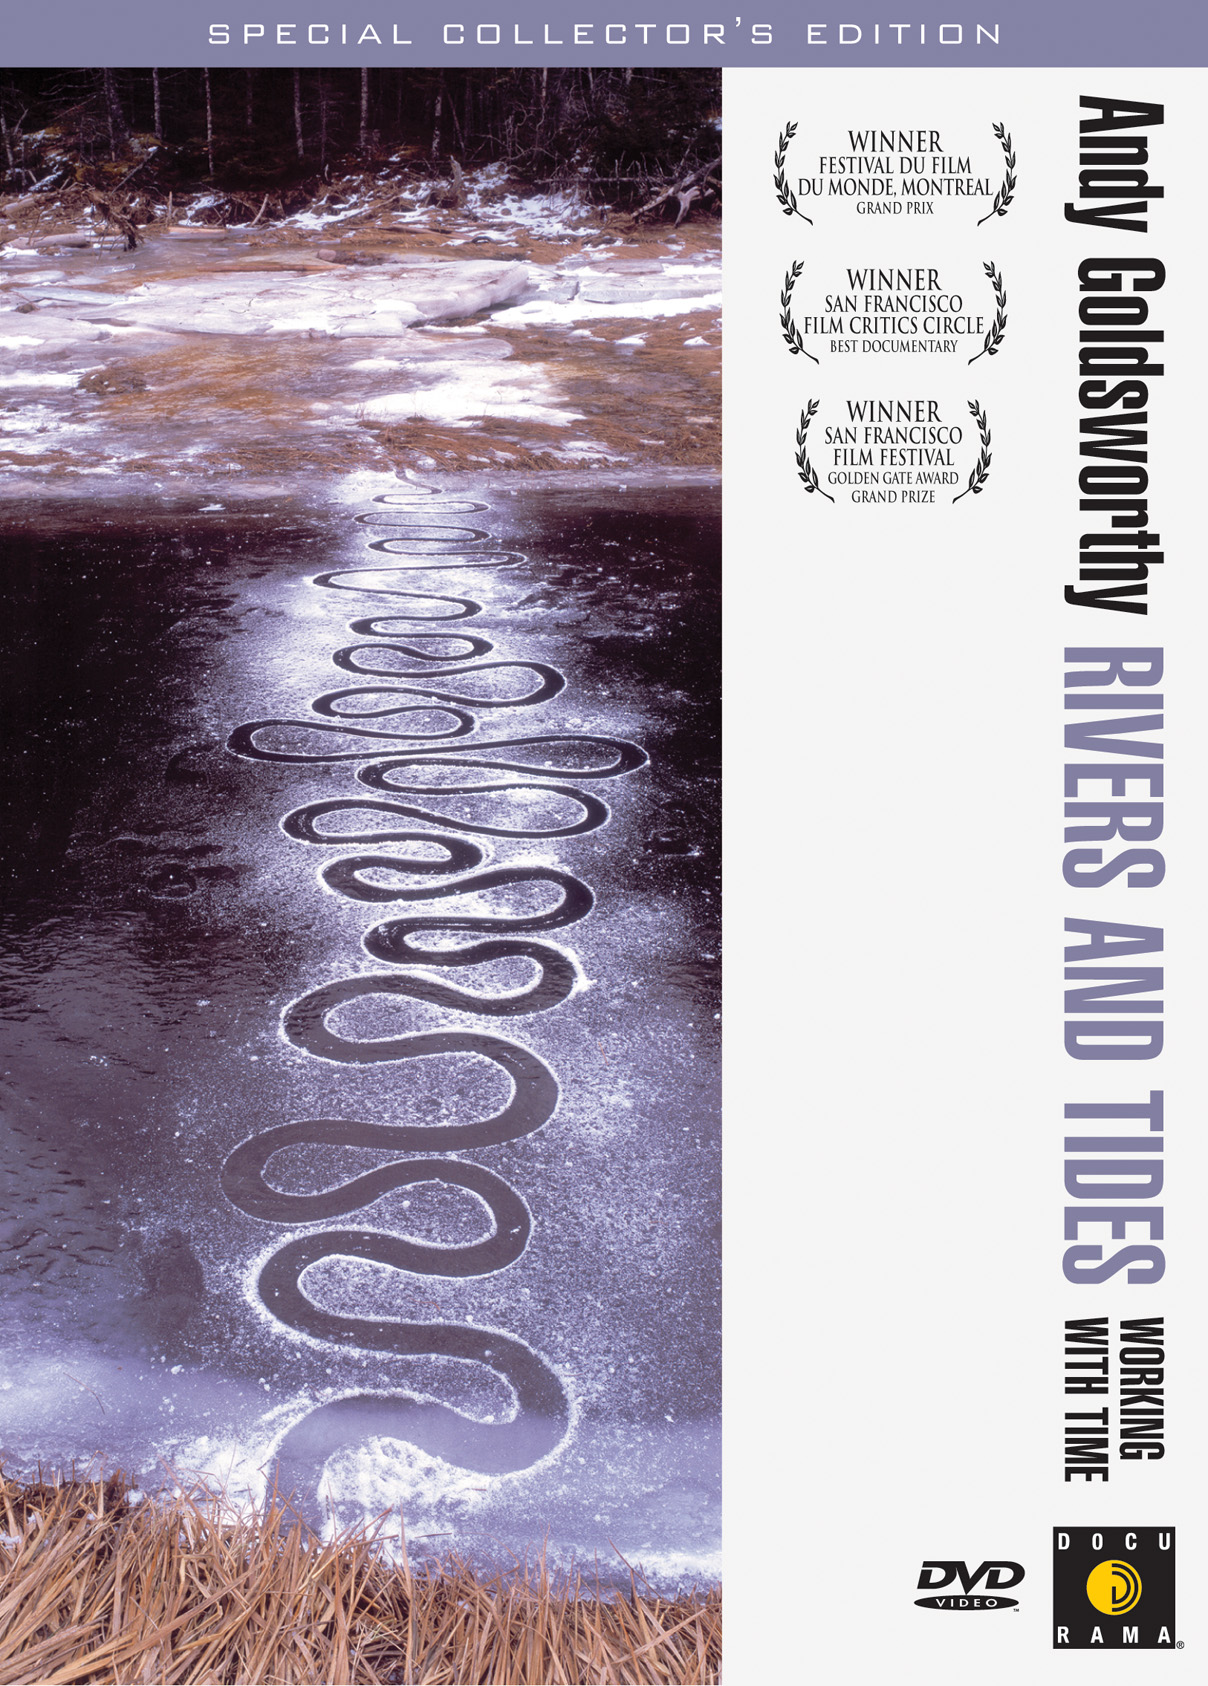 SPECIAL COLLECTOR'S EDITION
WINNER
FESTIVAL DU FILM
DU MONDE, MONTREAL
GRAND PRIX
WINNER
SAN FRANCISCO
FILM CRITICS CIRCLE
BEST DOCUMENTARY
WINNER
SAN FRANCISCO
FILM FESTIVAL
GOLDEN GATE AWARD
GRAND PRIZE
Andy Goldsworthy RIVERS AND TIDES
WORKING
WITH TIME
DVD
VIDEO
TM
DOCU
RAMA®